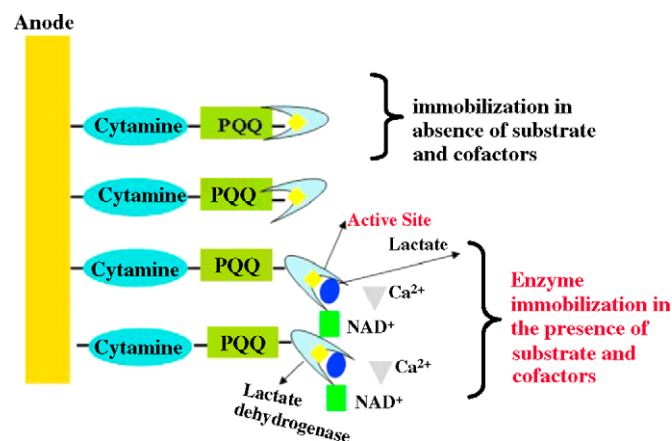 Anode
Cytamine
PQQ
immobilization in
absence of substrate
and cofactors
Cytamine
PQQ
Active Site
Lactate
Cytamine
PQQ
Ca²⁺
NAD⁺
Enzyme
immobilization in
the presence of
substrate and
cofactors
Cytamine
PQQ
Ca²⁺
NAD⁺
Lactate
dehydrogenase